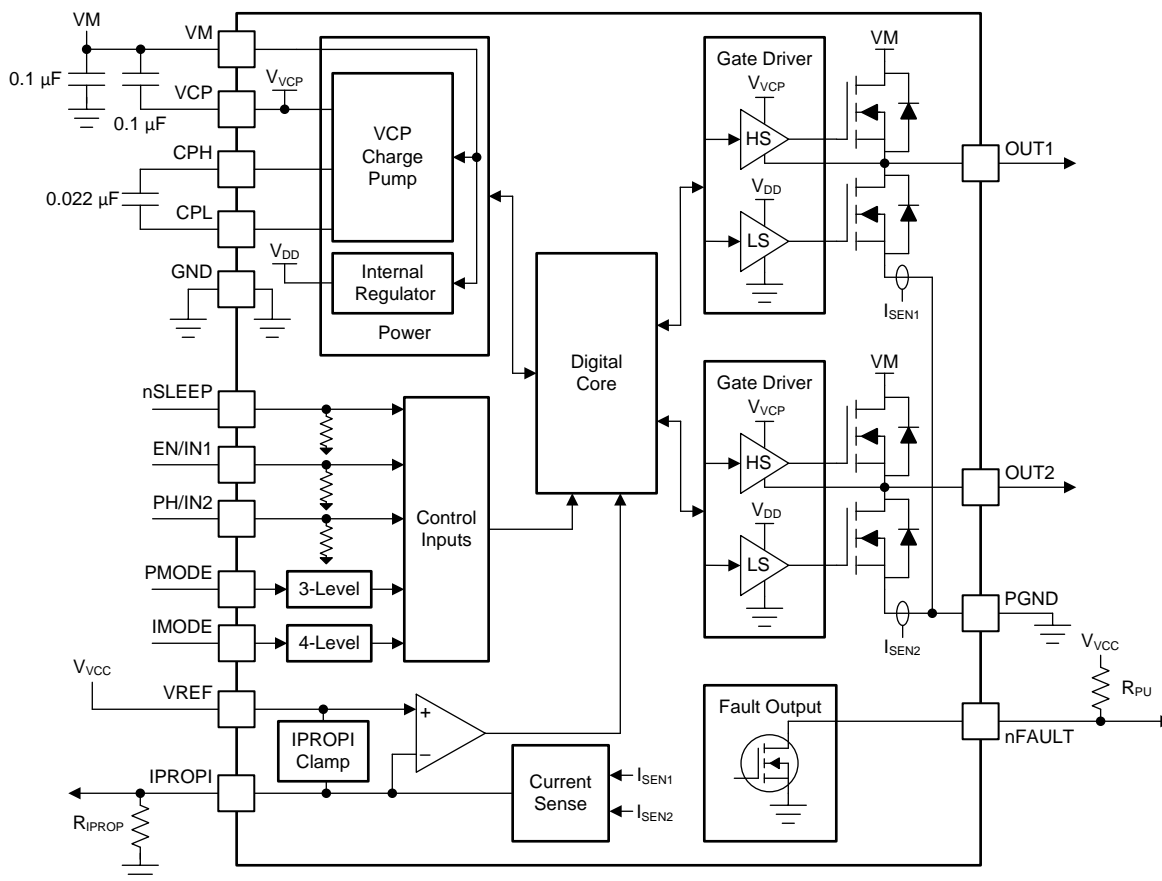 VM
VM
0.1 µF
VCP
0.1 µF
VVCP
CPH
0.022 µF
CPL
VDD
GND
VCP
Charge
Pump
Internal
Regulator
Power
nSLEEP
EN/IN1
PH/IN2
PMODE
3-Level
IMODE
4-Level
Control
Inputs
VVCC
VREF
IPROPI
Clamp
+
−
IPROPI
RIPROP
Current
Sense
ISEN1
ISEN2
Digital
Core
Gate Driver
VVCP
HS
VDD
LS
VM
OUT1
ISEN1
Gate Driver
VVCP
HS
VDD
LS
VM
OUT2
ISEN2
PGND
VVCC
RPU
Fault Output
nFAULT